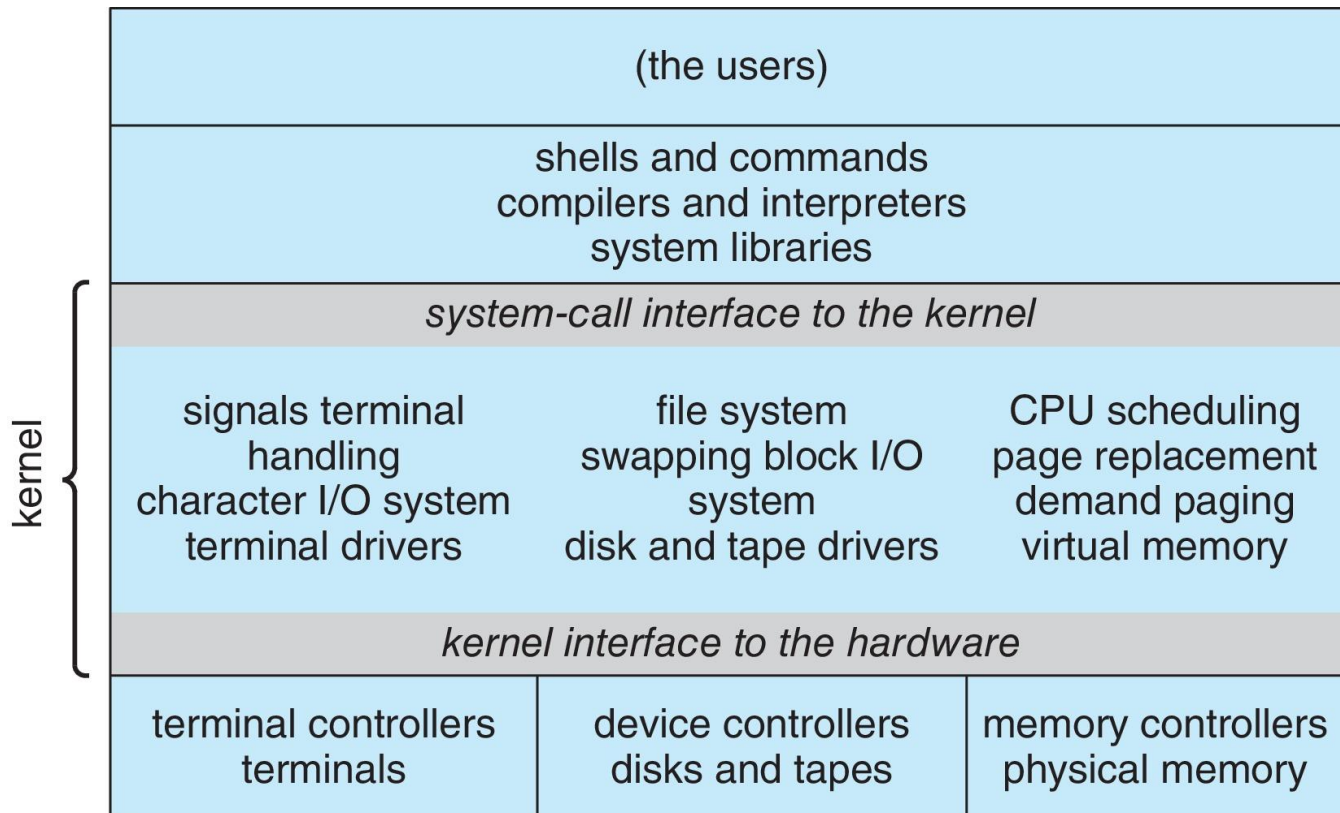 (the users)
shells and commands
compilers and interpreters
system libraries
kernel
system-call interface to the kernel
signals terminal
handling
character I/O system
terminal drivers
file system
swapping block I/O
system
disk and tape drivers
CPU scheduling
page replacement
demand paging
virtual memory
kernel interface to the hardware
terminal controllers
terminals
device controllers
disks and tapes
memory controllers
physical memory